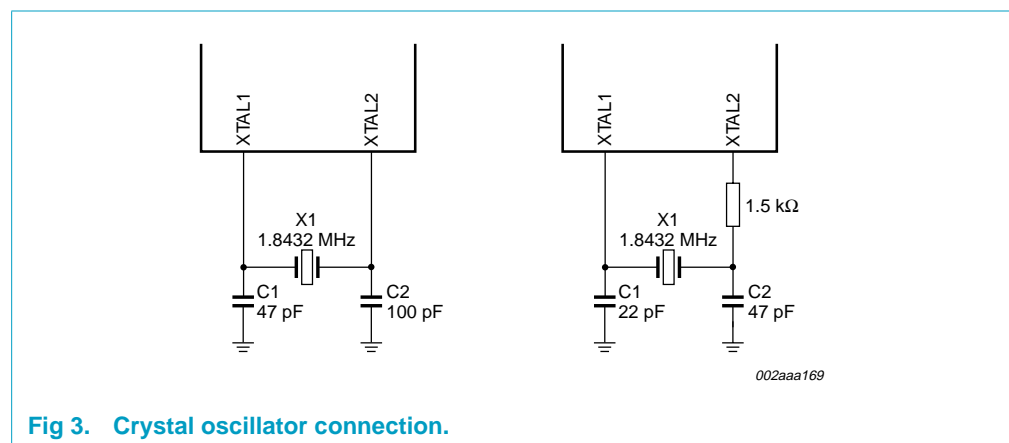 XTAL1
XTAL2
X1
1.8432 MHz
C1
47 pF
C2
100 pF
XTAL1
XTAL2
1.5 kΩ
X1
1.8432 MHz
C1
22 pF
C2
47 pF
002aaa169
Fig 3. Crystal oscillator connection.